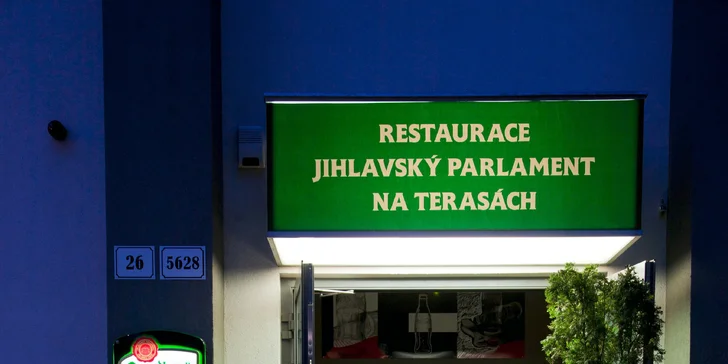 RESTAURACE
JIHLAVSKÝ PARLAMENT
NA TERASÁCH
26 5628